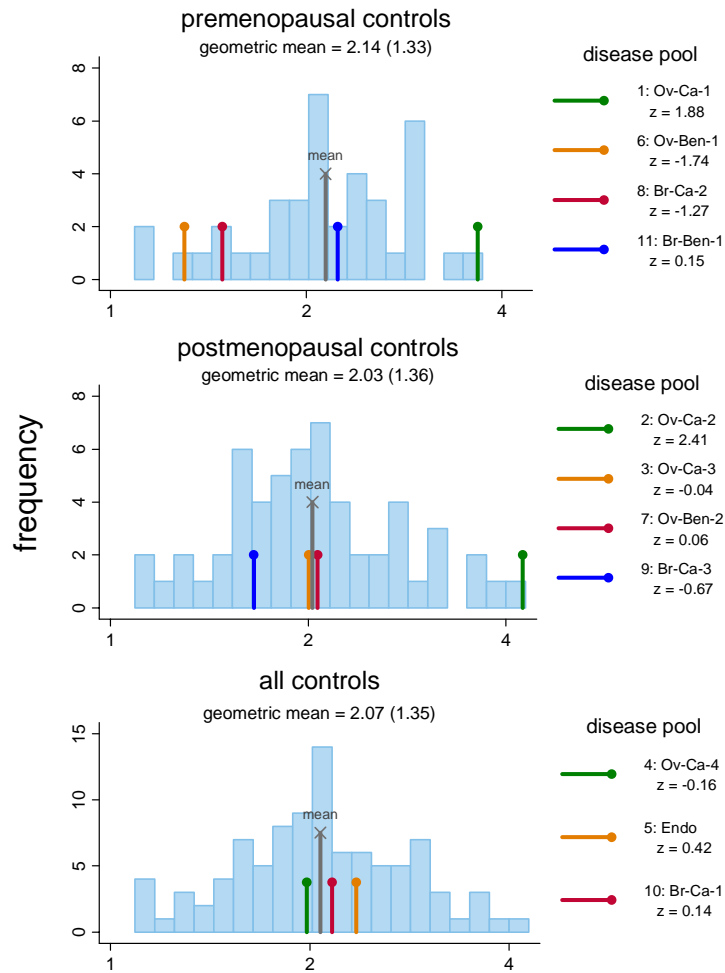 premenopausal controls
geometric mean = 2.14 (1.33)
8
6
4
2
0
mean
1
2
4
disease pool
1: Ov-Ca-1
z = 1.88
6: Ov-Ben-1
z = -1.74
8: Br-Ca-2
z = -1.27
11: Br-Ben-1
z = 0.15
postmenopausal controls
geometric mean = 2.03 (1.36)
frequency
8
6
4
2
0
mean
1
2
4
disease pool
2: Ov-Ca-2
z = 2.41
3: Ov-Ca-3
z = -0.04
7: Ov-Ben-2
z = 0.06
9: Br-Ca-3
z = -0.67
all controls
geometric mean = 2.07 (1.35)
15
10
5
0
mean
1
2
4
disease pool
4: Ov-Ca-4
z = -0.16
5: Endo
z = 0.42
10: Br-Ca-1
z = 0.14